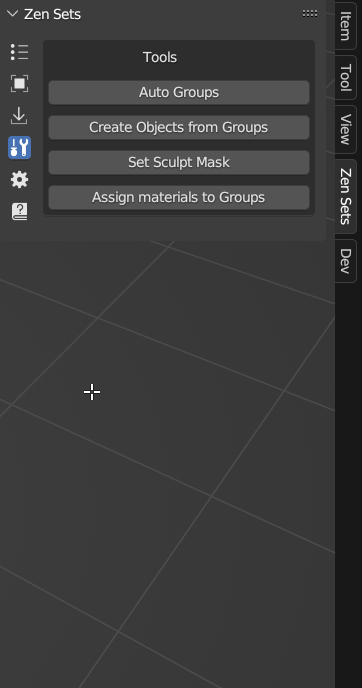 Zen Sets
Tools
Auto Groups
Create Objects from Groups
Set Sculpt Mask
Assign materials to Groups
Item
Tool
View
Zen Sets
Dev